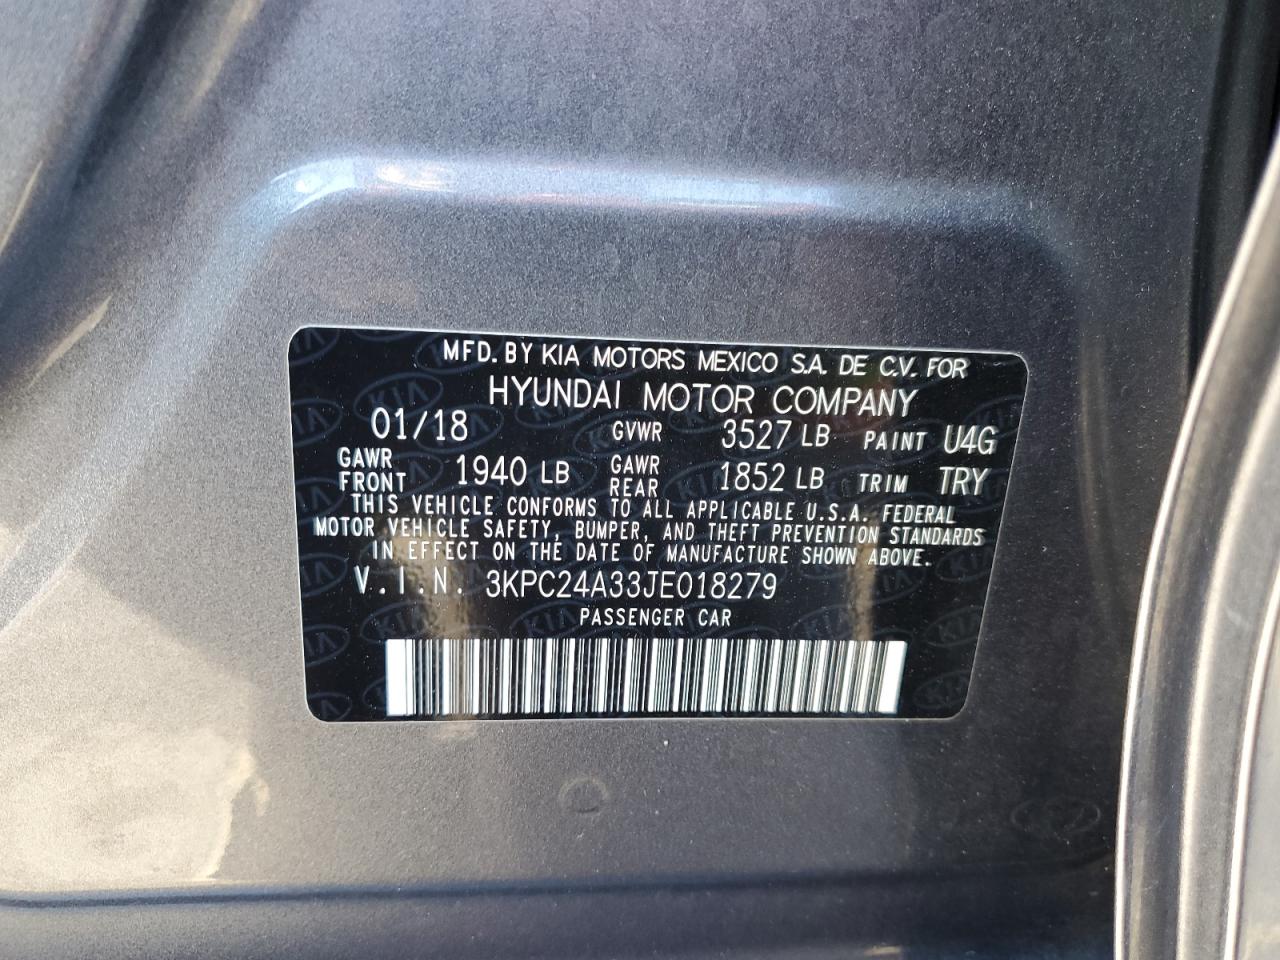 MFD. BY KIA MOTORS MEXICO S.A. DE C.V. FOR
HYUNDAI MOTOR COMPANY
01/18 GVWR 3527 LB PAINT U4G
GAWR FRONT 1940 LB GAWR REAR 1852 LB TRIM TRY
THIS VEHICLE CONFORMS TO ALL APPLICABLE U.S.A. FEDERAL
MOTOR VEHICLE SAFETY, BUMPER, AND THEFT PREVENTION STANDARDS
IN EFFECT ON THE DATE OF MANUFACTURE SHOWN ABOVE.
V.I.N. 3KPC24A33JE018279
PASSENGER CAR